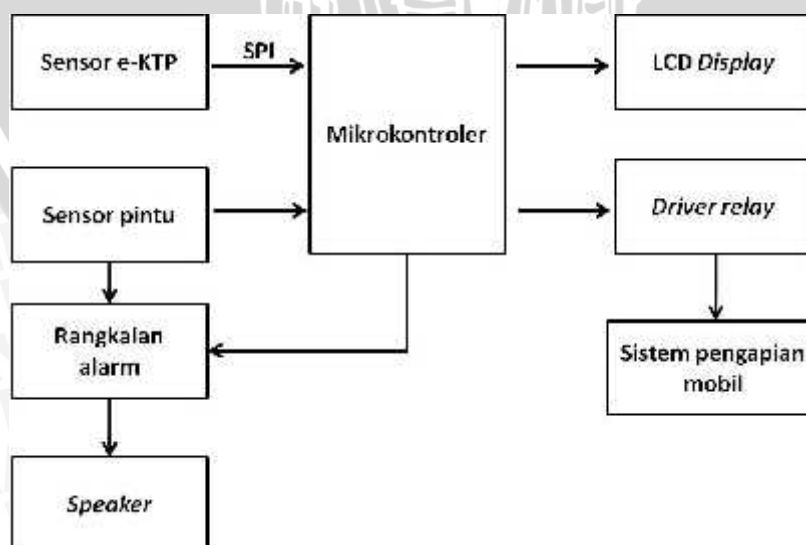 Sensor e-KTP
SPI
Mikrokontroler
LCD Display
Sensor pintu
Driver relay
Rangkaian
alarm
Sistem pengapian
mobil
Speaker